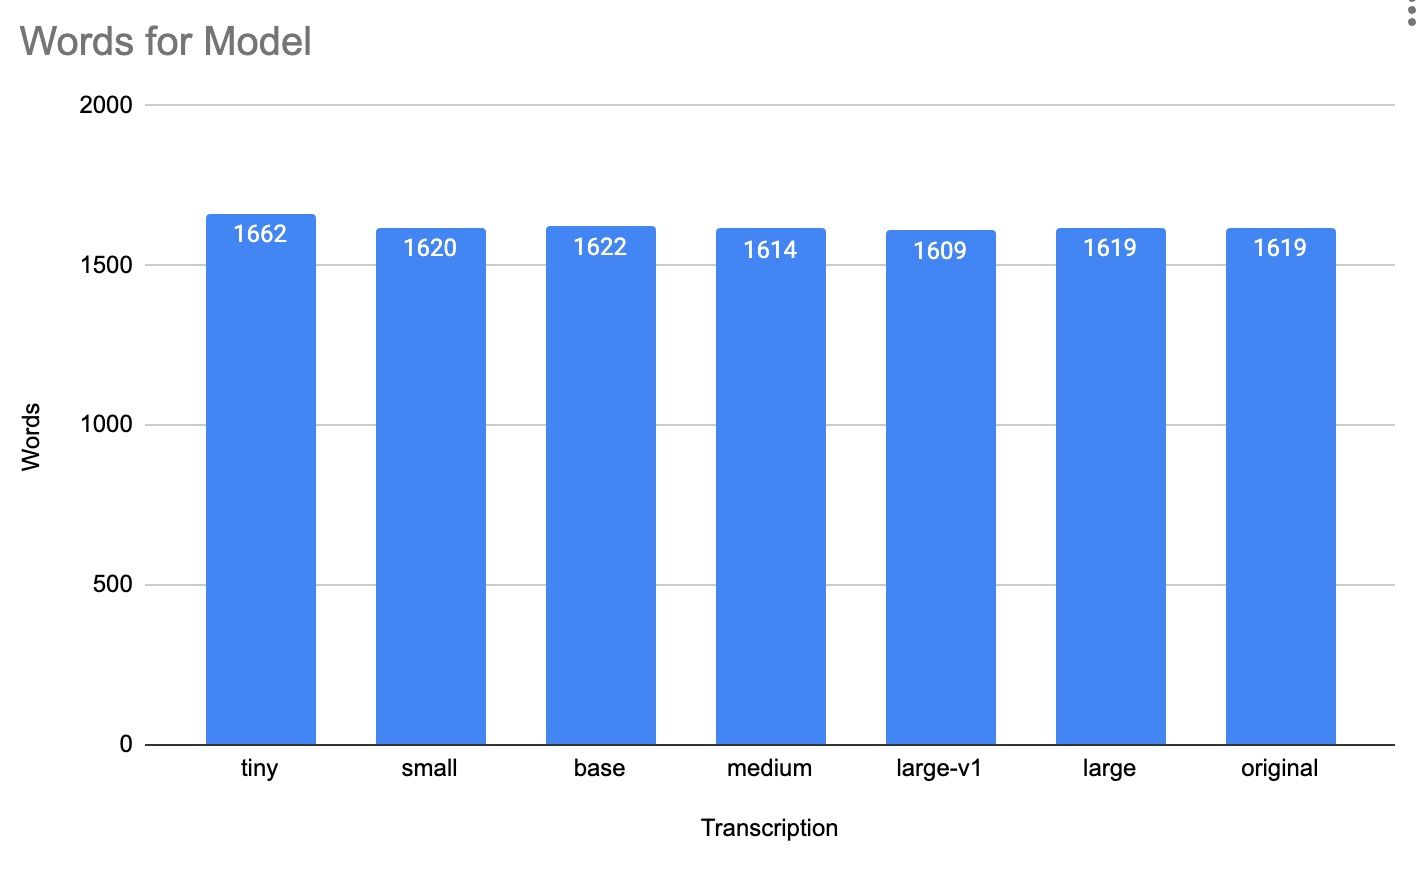 Words for Model
2000
1500
1000
500
0
Words
1662
1620
1622
1614
1609
1619
1619
tiny
small
base
medium
large-v1
large
original
Transcription